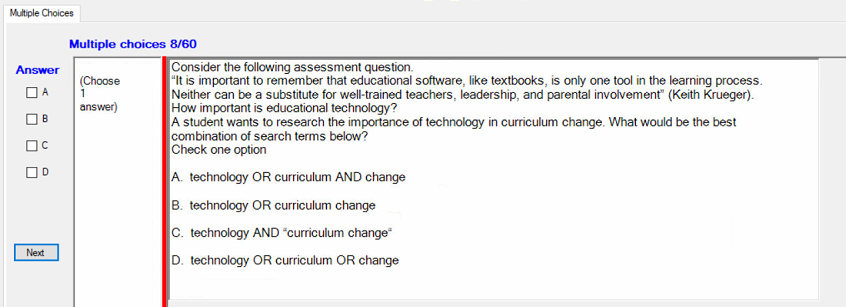 Multiple Choices
Multiple choices 8/60
Answer
A
B
C
D
Next
(Choose
1
answer)
Consider the following assessment question.
“It is important to remember that educational software, like textbooks, is only one tool in the learning process.
Neither can be a substitute for well-trained teachers, leadership, and parental involvement” (Keith Krueger).
How important is educational technology?
A student wants to research the importance of technology in curriculum change. What would be the best
combination of search terms below?
Check one option
A. technology OR curriculum AND change
B. technology OR curriculum change
C. technology AND “curriculum change“
D. technology OR curriculum OR change